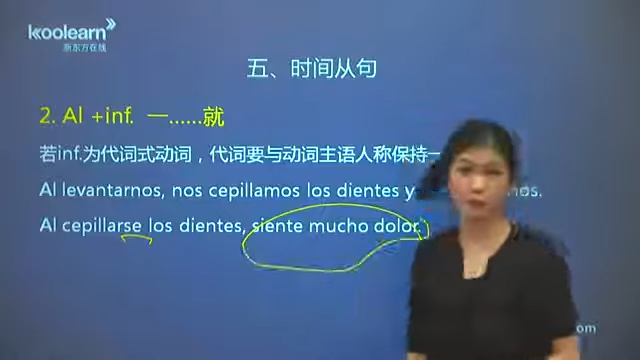 koolearn
新东方在线
五、时间从句
2. Al +inf. 一……就
若inf.为代词式动词，代词要与动词主语人称保持一
Al levantarnos, nos cepillamos los dientes y nos.
Al cepillarse los dientes, siente mucho dolor.
om